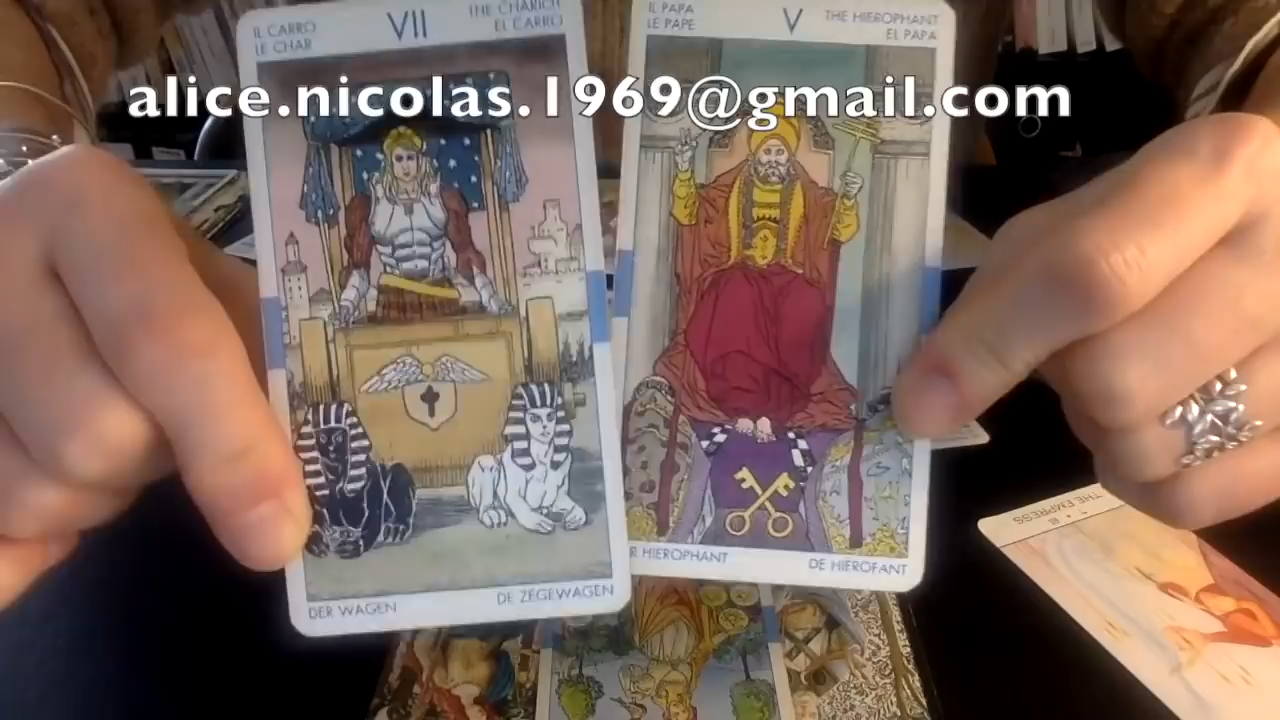 IL CARRO
LE CHAR
VII
THE CHARIOT
EL CARRO
IL PAPA
LE PAPE
V
THE HIEROPHANT
EL PAPA
alice.nicolas.1969@gmail.com
DER WAGEN
DE ZEGEWAGEN
R HIEROPHANT
DE HIEROFANT
THE EMPRESS